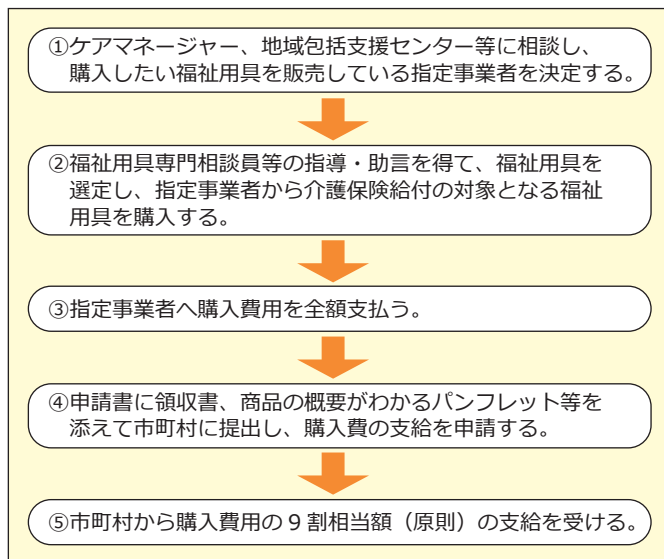 ①ケアマネージャー、地域包括支援センター等に相談し、
購入したい福祉用具を販売している指定事業者を決定する。
②福祉用具専門相談員等の指導・助言を得て、福祉用具を
選定し、指定事業者から介護保険給付の対象となる福祉
用具を購入する。
③指定事業者へ購入費用を全額支払う。
④申請書に領収書、商品の概要がわかるパンフレット等を
添えて市町村に提出し、購入費の支給を申請する。
⑤市町村から購入費用の9割相当額（原則）の支給を受ける。